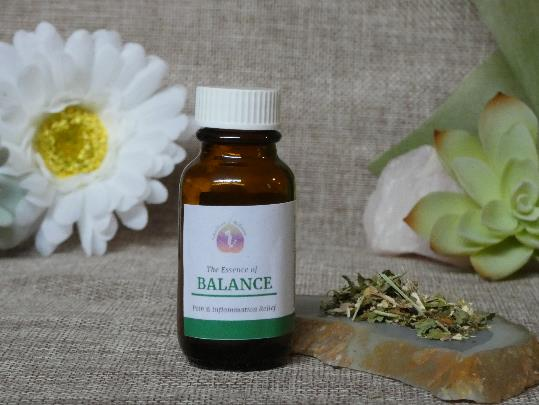 The Essence of
BALANCE
Pain & Inflammation Relief